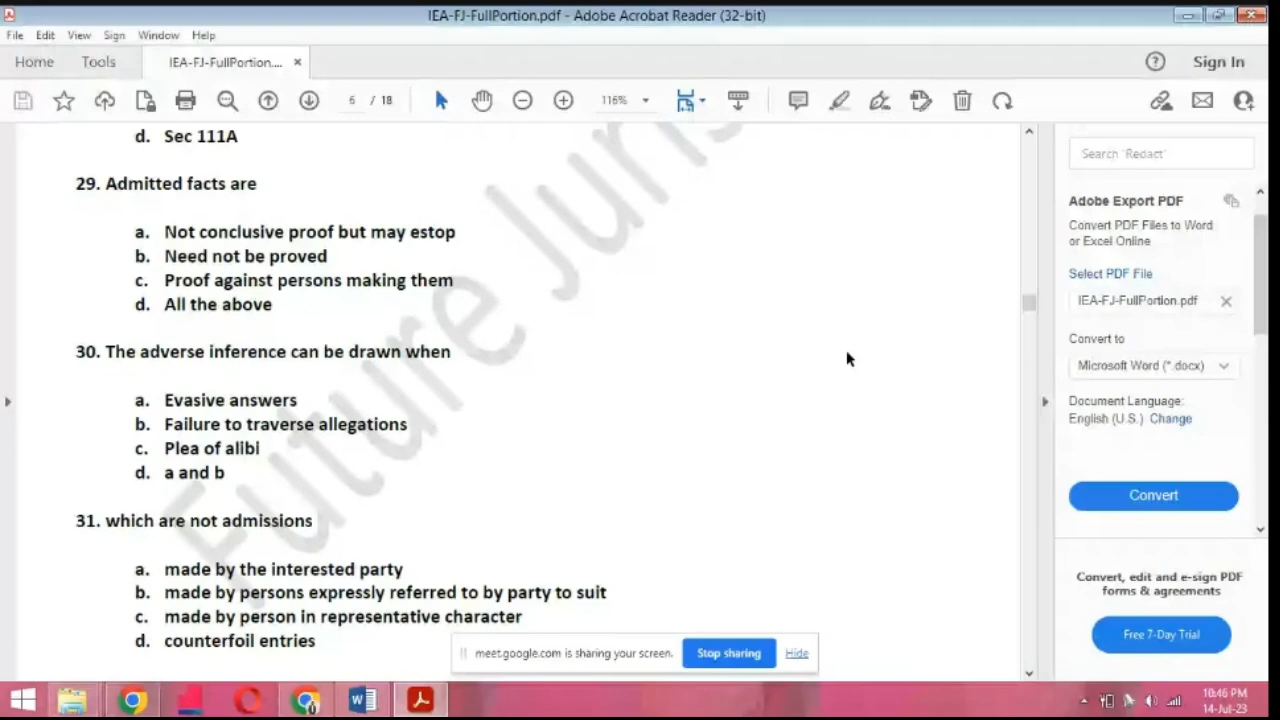 IEA-FJ-FullPortion.pdf - Adobe Acrobat Reader (32-bit)
File Edit View Sign Window Help
Home Tools IEA-FJ-FullPortion.... × Sign In
6 / 18 116%
d. Sec 111A
29. Admitted facts are
a. Not conclusive proof but may estop
b. Need not be proved
c. Proof against persons making them
d. All the above
30. The adverse inference can be drawn when
a. Evasive answers
b. Failure to traverse allegations
c. Plea of alibi
d. a and b
31. which are not admissions
a. made by the interested party
b. made by persons expressly referred to by party to suit
c. made by person in representative character
d. counterfoil entries
Future Juris
Search 'Redact'
Adobe Export PDF
Convert PDF Files to Word
or Excel Online
Select PDF File
IEA-FJ-FullPortion.pdf
Convert to
Microsoft Word (*.docx)
Document Language:
English (U.S.) Change
Convert
Convert, edit and e-sign PDF
forms & agreements
Free 7-Day Trial
meet.google.com is sharing your screen. Stop sharing Hide
10:46 PM
14-Jul-23